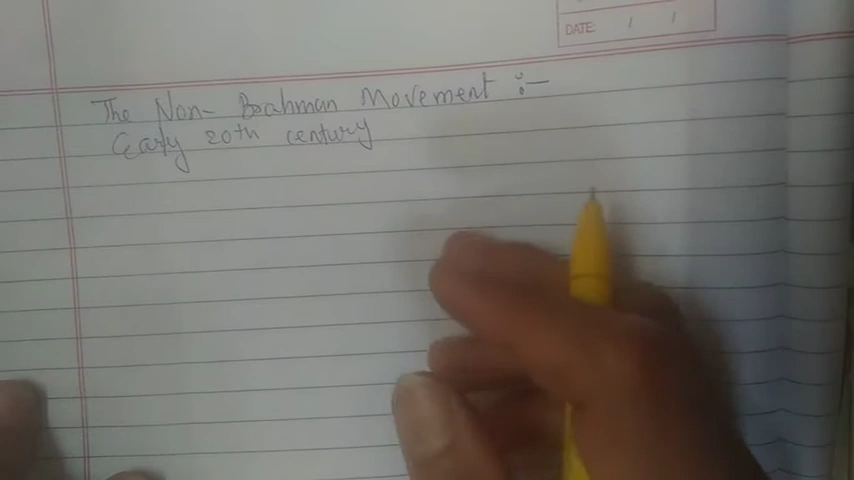 DATE: / /
The Non- Brahman Movement :-
Early 20th century